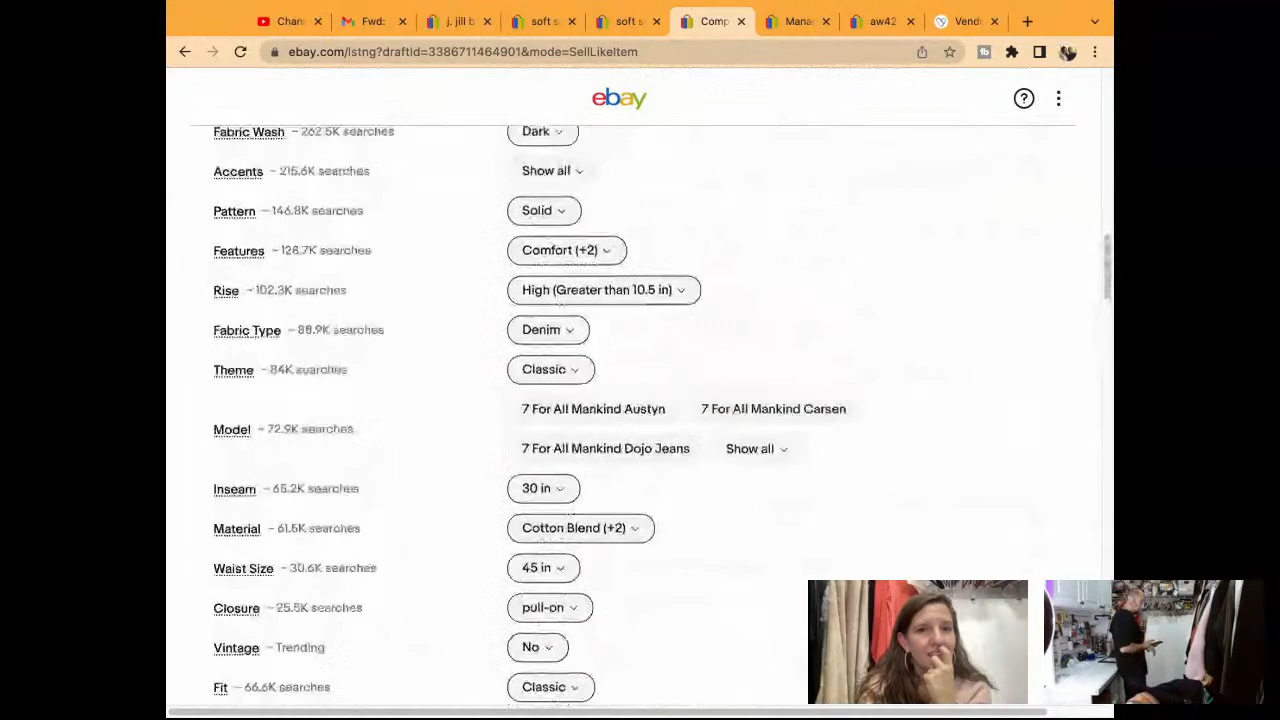 Chan
Fwd:
j. jill b
soft s
soft s
Comp
Mana
aw42
Vend
ebay.com/lstng?draftId=3386711464901&mode=SellLikeItem
ebay
Fabric Wash ~ 262.5K searches Dark
Accents ~ 215.6K searches Show all
Pattern ~ 146.8K searches Solid
Features ~ 128.7K searches Comfort (+2)
Rise ~ 102.3K searches High (Greater than 10.5 in)
Fabric Type ~ 88.9K searches Denim
Theme ~ 84K searches Classic
7 For All Mankind Austyn 7 For All Mankind Carsen
Model ~ 72.9K searches
7 For All Mankind Dojo Jeans Show all
Inseam ~ 65.2K searches 30 in
Material ~ 61.5K searches Cotton Blend (+2)
Waist Size ~ 30.6K searches 45 in
Closure ~ 25.5K searches pull-on
Vintage ~ Trending No
Fit ~ 66.6K searches Classic